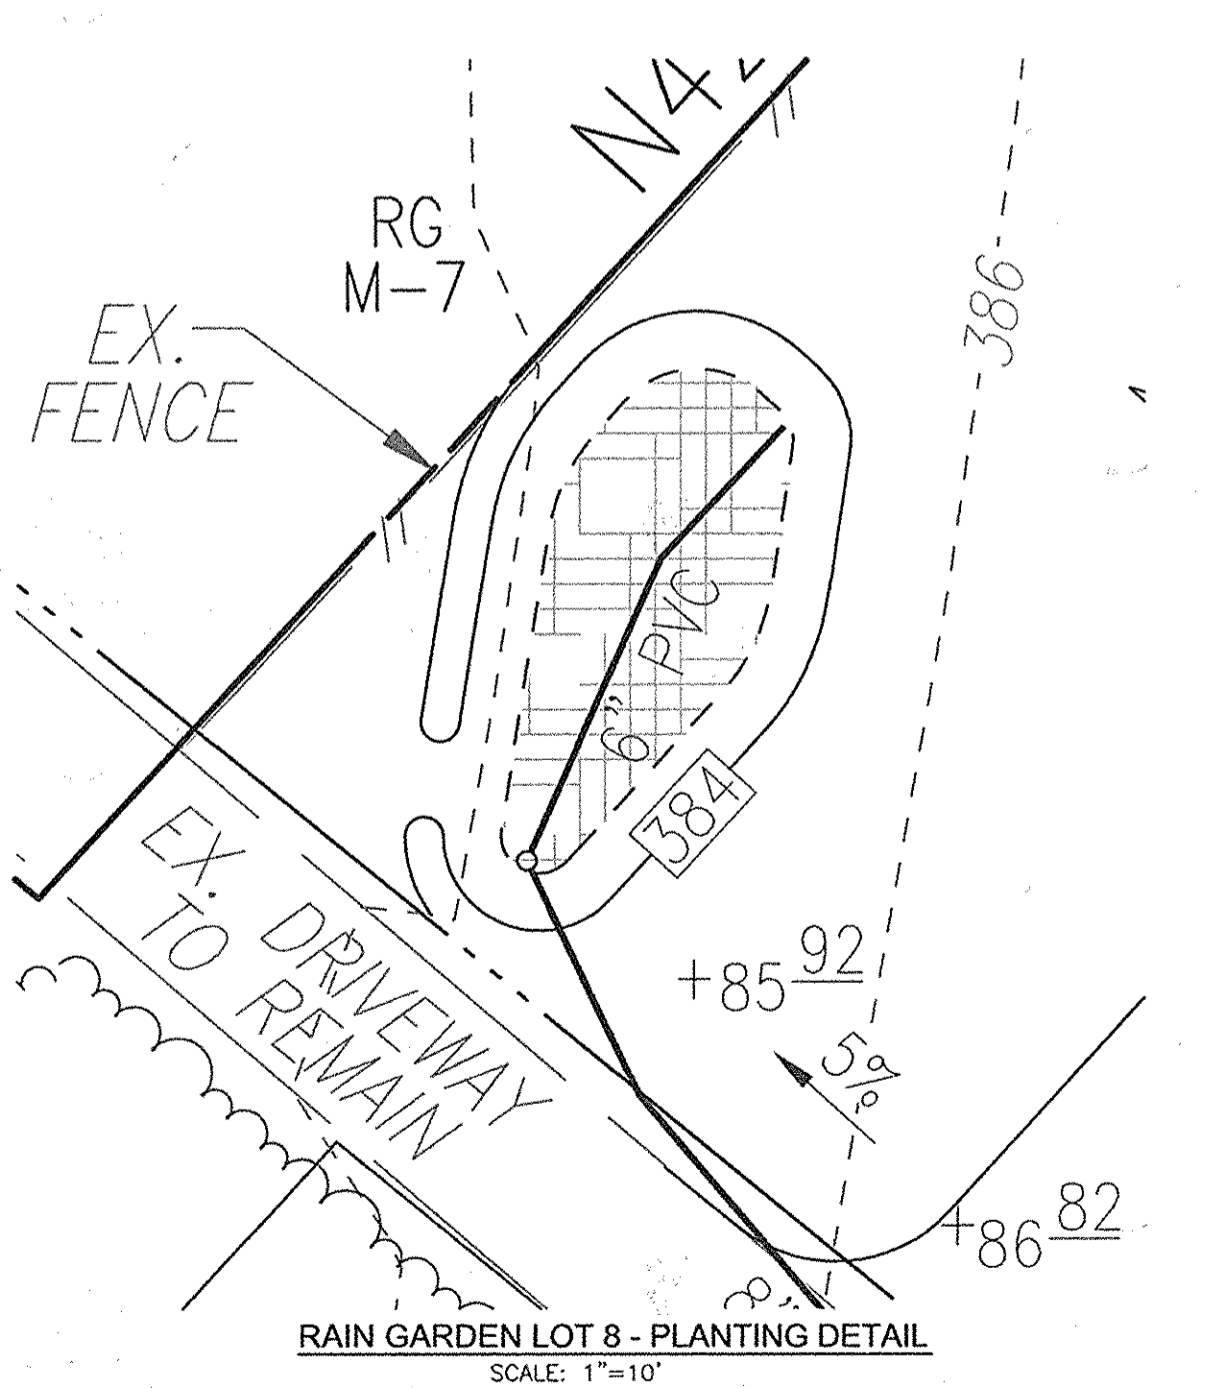 N4
RG
M-7
EX.
FENCE
386
6" PVC
384
EX. DRIVEWAY
TO REMAIN
+85 92
5%
+86 82
RAIN GARDEN LOT 8 - PLANTING DETAIL
SCALE: 1"=10'